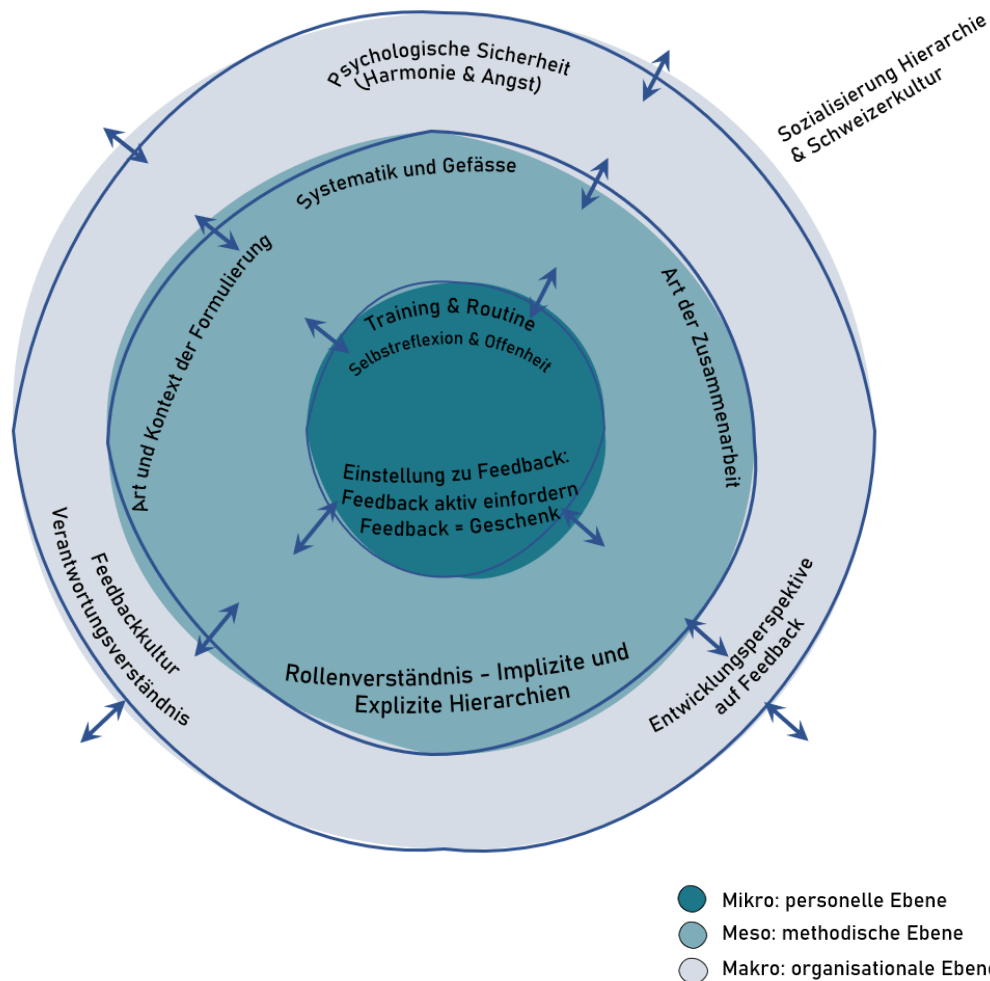 Psychologische Sicherheit
(Harmonie & Angst)
Sozialisierung Hierarchie
& Schweizerkultur
Systematik und Gefässe
Art und Kontext der Formulierung
Art der Zusammenarbeit
Training & Routine
Selbstreflexion & Offenheit
Einstellung zu Feedback:
Feedback aktiv einfordern
Feedback = Geschenk
Rollenverständnis - Implizite und
Explizite Hierarchien
Feedbackkultur
Verantwortungsverständnis
Entwicklungsperspektive
auf Feedback
Mikro: personelle Ebene
Meso: methodische Ebene
Makro: organisationale Ebene